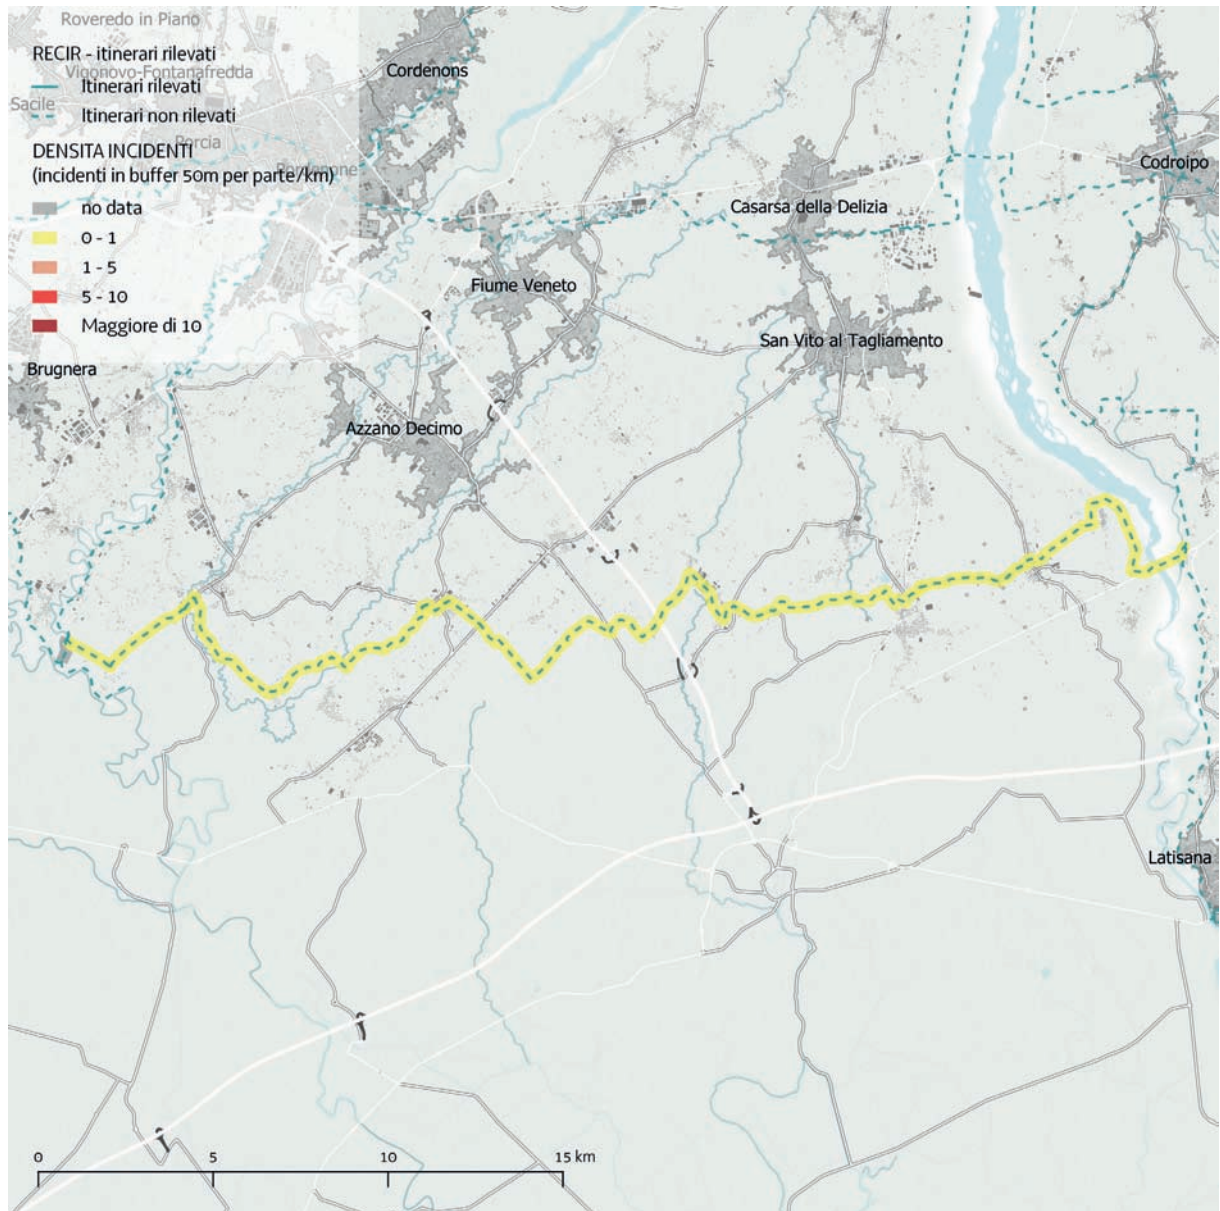 Roveredo in Piano
RECIR - itinerari rilevati
Vigonovo-Fontanafredda
Itinerari rilevati
Sacile
Itinerari non rilevati
Porcia
DENSITA INCIDENTI
Pordenone
(incidenti in buffer 50m per parte/km)
no data
0 - 1
1 - 5
5 - 10
Maggiore di 10
Cordenons
Codroipo
Casarsa della Delizia
Fiume Veneto
San Vito al Tagliamento
Brugnera
Azzano Decimo
Latisana
0 5 10 15 km